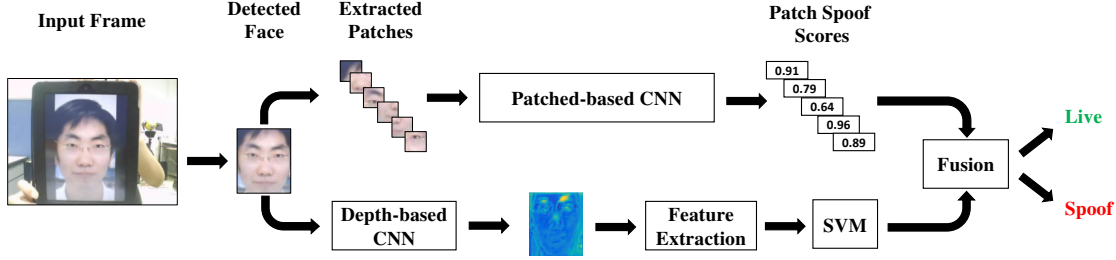 Input Frame
Detected
Face
Extracted
Patches
Patch Spoof
Scores
Patched-based CNN
0.91
0.79
0.64
0.96
0.89
Depth-based
CNN
Feature
Extraction
SVM
Fusion
Live
Spoof